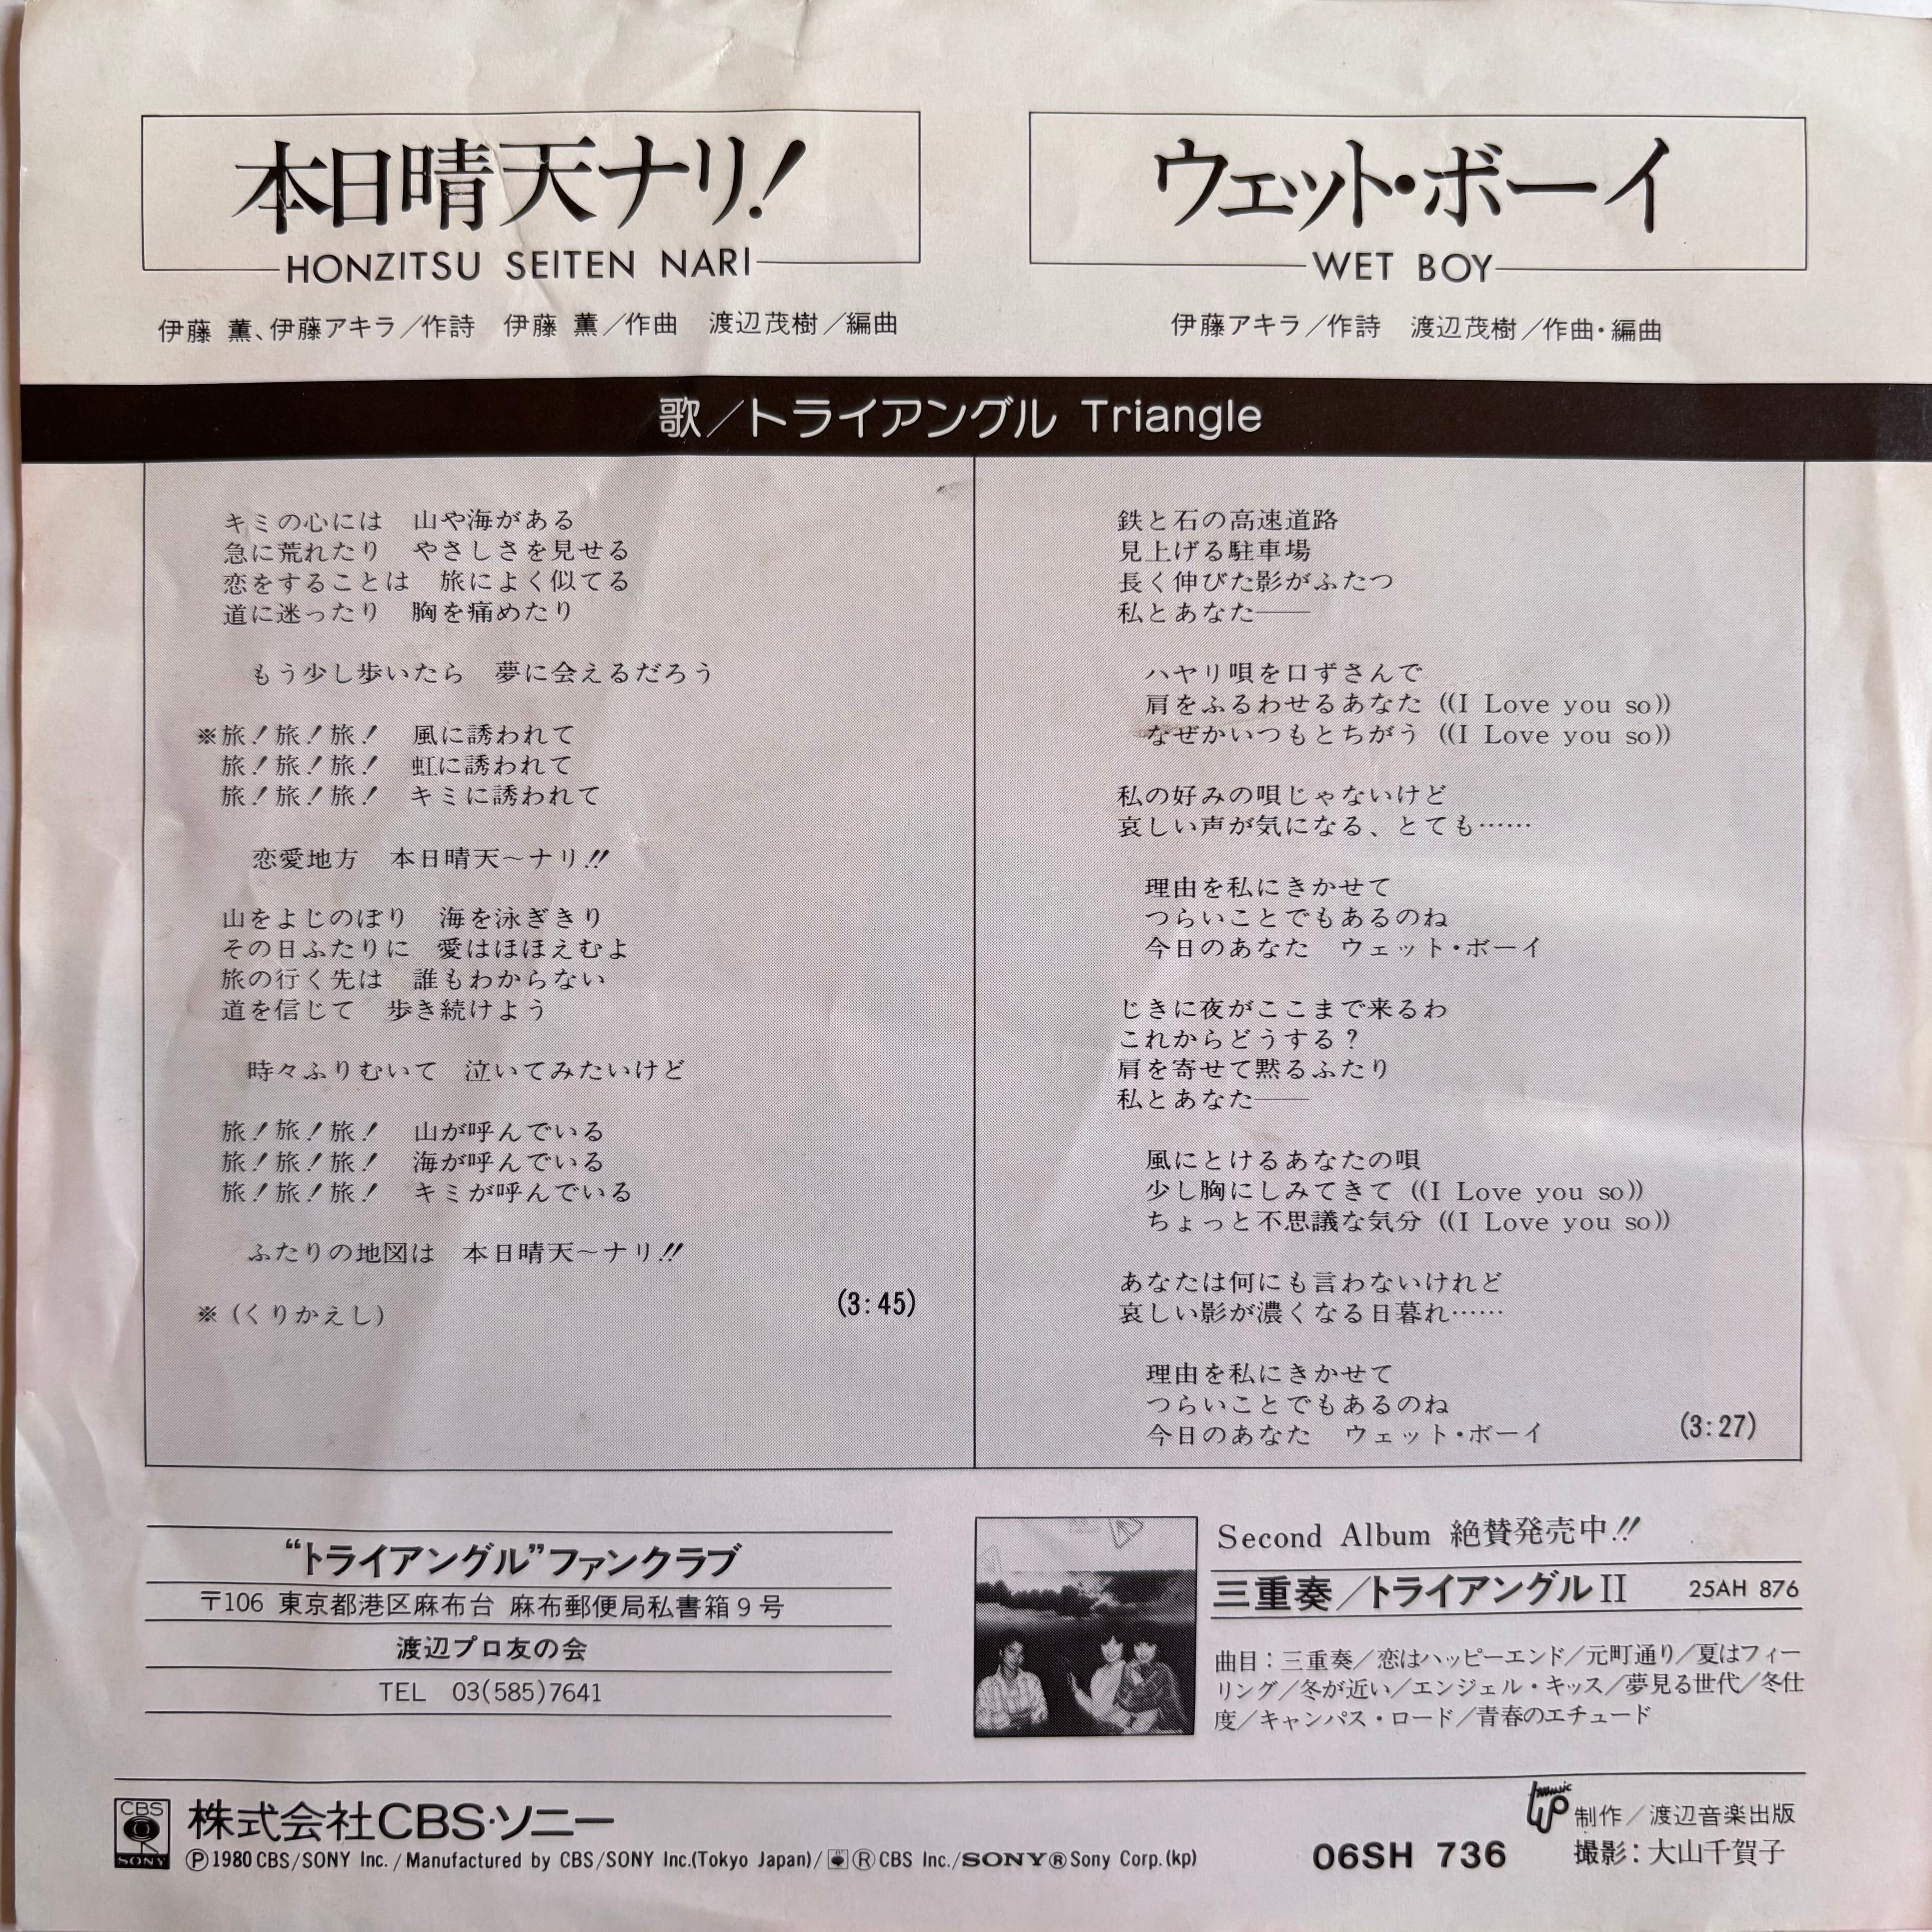 本日晴天ナリ!
HONZITSU SEITEN NARI
伊藤 薫、伊藤アキラ／作詩　伊藤 薫／作曲　渡辺茂樹／編曲
ウェット・ボーイ
WET BOY
伊藤アキラ／作詩　渡辺茂樹／作曲・編曲
歌／トライアングル Triangle
キミの心には　山や海がある
急に荒れたり　やさしさを見せる
恋をすることは　旅によく似てる
道に迷ったり　胸を痛めたり
もう少し歩いたら　夢に会えるだろう
※旅！旅！旅！　風に誘われて
旅！旅！旅！　虹に誘われて
旅！旅！旅！　キミに誘われて
恋愛地方　本日晴天～ナリ!!
山をよじのぼり　海を泳ぎきり
その日ふたりに　愛はほほえむよ
旅の行く先は　誰もわからない
道を信じて　歩き続けよう
時々ふりむいて　泣いてみたいけど
旅！旅！旅！　山が呼んでいる
旅！旅！旅！　海が呼んでいる
旅！旅！旅！　キミが呼んでいる
ふたりの地図は　本日晴天～ナリ!!
※（くりかえし）
(3:45)
鉄と石の高速道路
見上げる駐車場
長く伸びた影がふたつ
私とあなた――
ハヤリ唄を口ずさんで
肩をふるわせるあなた ((I Love you so))
なぜかいつもとちがう ((I Love you so))
私の好みの唄じゃないけど
哀しい声が気になる、とても……
理由を私にきかせて
つらいことでもあるのね
今日のあなた　ウェット・ボーイ
じきに夜がここまで来るわ
これからどうする？
肩を寄せて黙るふたり
私とあなた――
風にとけるあなたの唄
少し胸にしみてきて ((I Love you so))
ちょっと不思議な気分 ((I Love you so))
あなたは何にも言わないけれど
哀しい影が濃くなる日暮れ……
理由を私にきかせて
つらいことでもあるのね
今日のあなた　ウェット・ボーイ
(3:27)
“トライアングル”ファンクラブ
〒106 東京都港区麻布台 麻布郵便局私書箱9号
渡辺プロ友の会
TEL　03(585)7641
Second Album 絶賛発売中!!
三重奏／トライアングルII　25AH 876
曲目：三重奏／恋はハッピーエンド／元町通り／夏はフィー
リング／冬が近い／エンジェル・キッス／夢見る世代／冬仕
度／キャンパス・ロード／青春のエチュード
CBS
SONY
株式会社CBS・ソニー
Ⓟ1980 CBS/SONY Inc./Manufactured by CBS/SONY Inc.(Tokyo Japan)/ ⓇCBS Inc./SONY®Sony Corp.(kp)
06SH 736
music
制作／渡辺音楽出版
撮影：大山千賀子